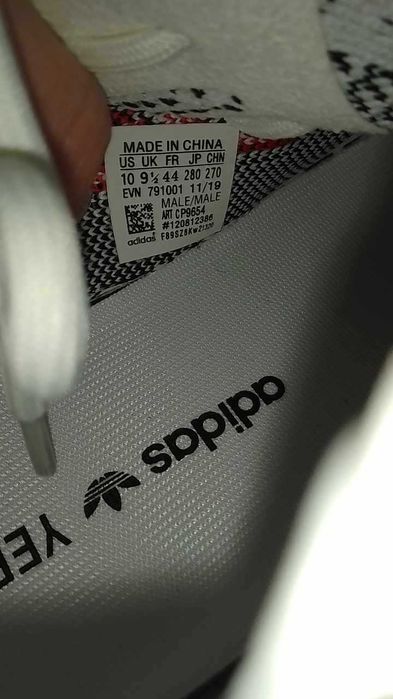 MADE IN CHINA
US UK FR JP CHN
10 9½ 44 280 270
EVN 791001 11/19
MALE/MALE
ART CP9654
#120812386
adidas
adidas